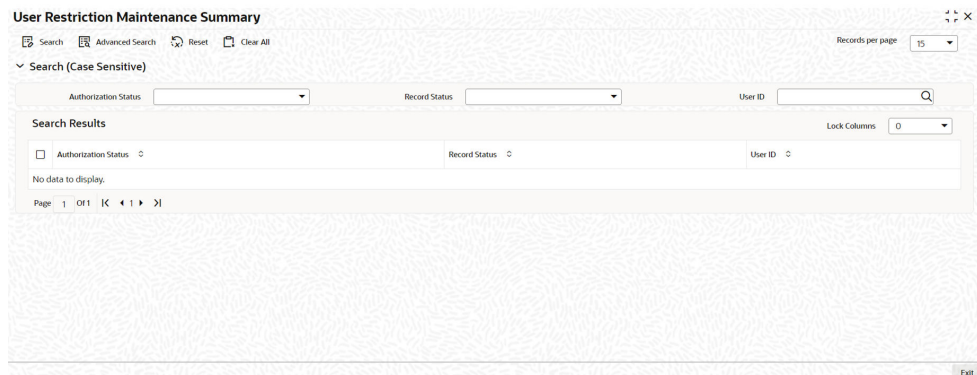 User Restriction Maintenance Summary
Search Advanced Search Reset Clear All Records per page 15
Search (Case Sensitive)
Authorization Status Record Status User ID
Search Results Lock Columns 0
Authorization Status Record Status User ID
No data to display.
Page 1 Of 1 1
Exit